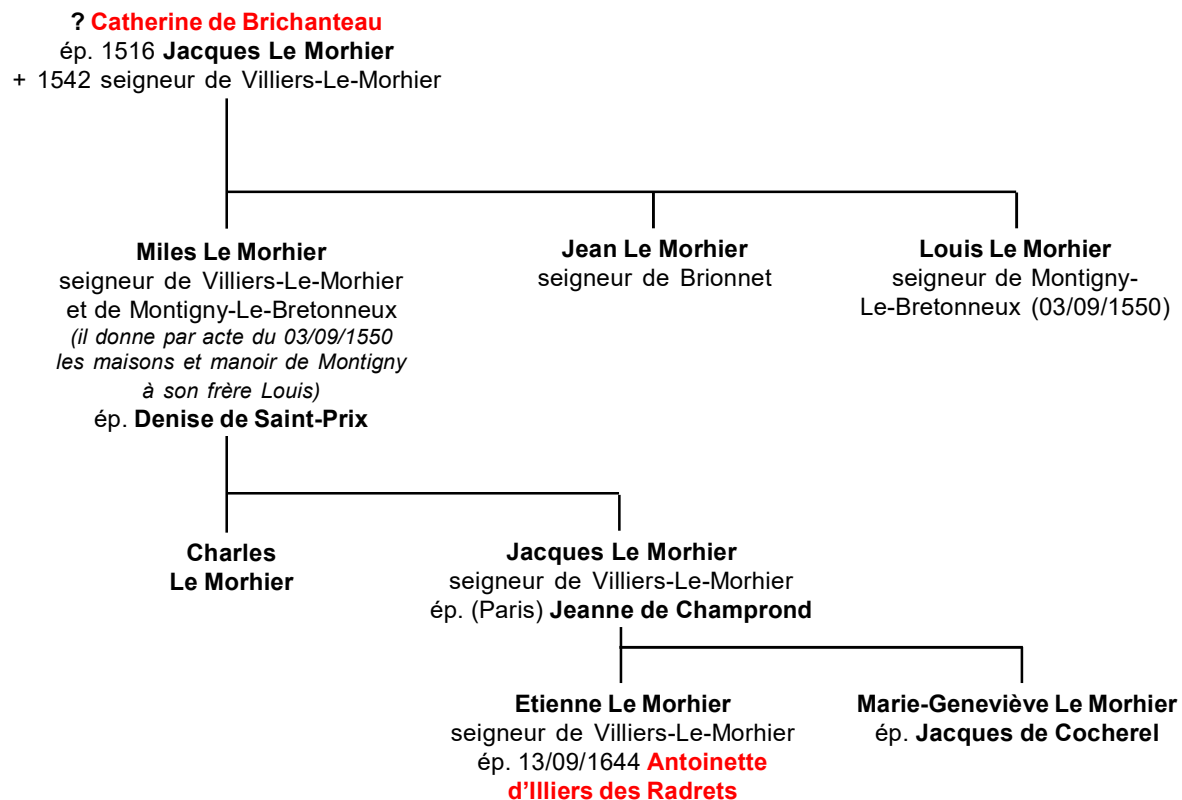 ? Catherine de Brichanteau
ép. 1516 Jacques Le Morhier
+ 1542 seigneur de Villiers-Le-Morhier
Miles Le Morhier
seigneur de Villiers-Le-Morhier
et de Montigny-Le-Bretonneux
(il donne par acte du 03/09/1550
les maisons et manoir de Montigny
à son frère Louis)
ép. Denise de Saint-Prix
Jean Le Morhier
seigneur de Brionnet
Louis Le Morhier
seigneur de Montigny-
Le-Bretonneux (03/09/1550)
Charles
Le Morhier
Jacques Le Morhier
seigneur de Villiers-Le-Morhier
ép. (Paris) Jeanne de Champrond
Etienne Le Morhier
seigneur de Villiers-Le-Morhier
ép. 13/09/1644 Antoinette
d'Illiers des Radrets
Marie-Geneviève Le Morhier
ép. Jacques de Cocherel